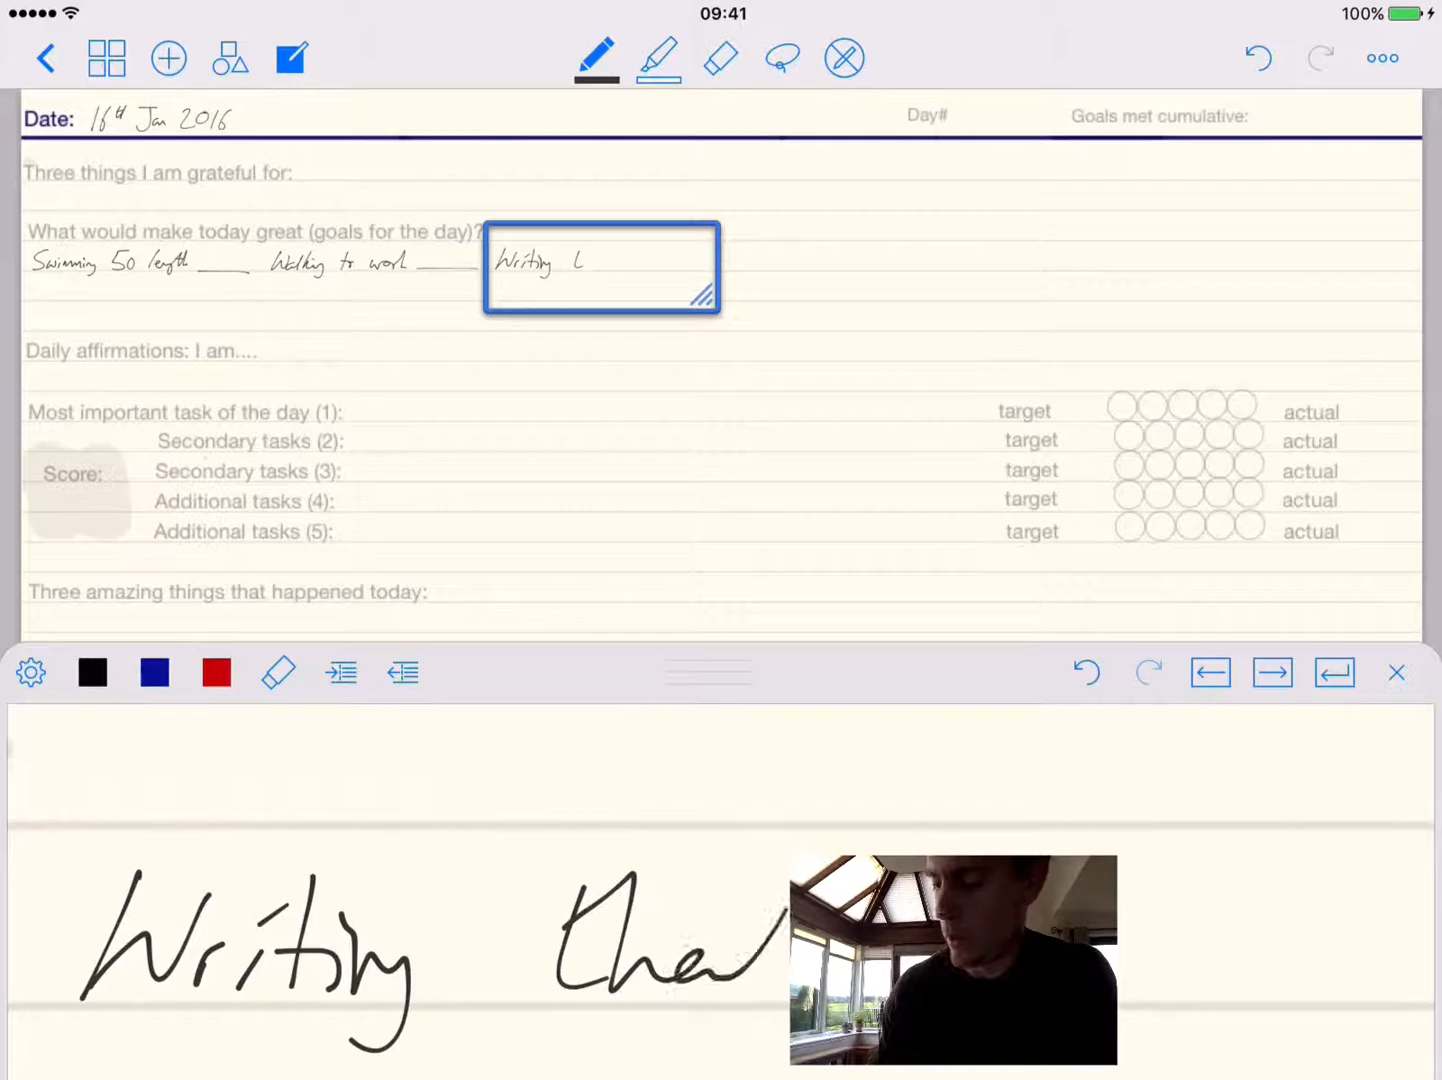 09:41
100%
Date: 16th Jan 2016 Day# Goals met cumulative:
Three things I am grateful for:
What would make today great (goals for the day)?
Swimming 50 length ____ Walking to work ____ Writing
Daily affirmations: I am....
Most important task of the day (1): target actual
Secondary tasks (2): target actual
Score: Secondary tasks (3): target actual
Additional tasks (4): target actual
Additional tasks (5): target actual
Three amazing things that happened today:
Writing